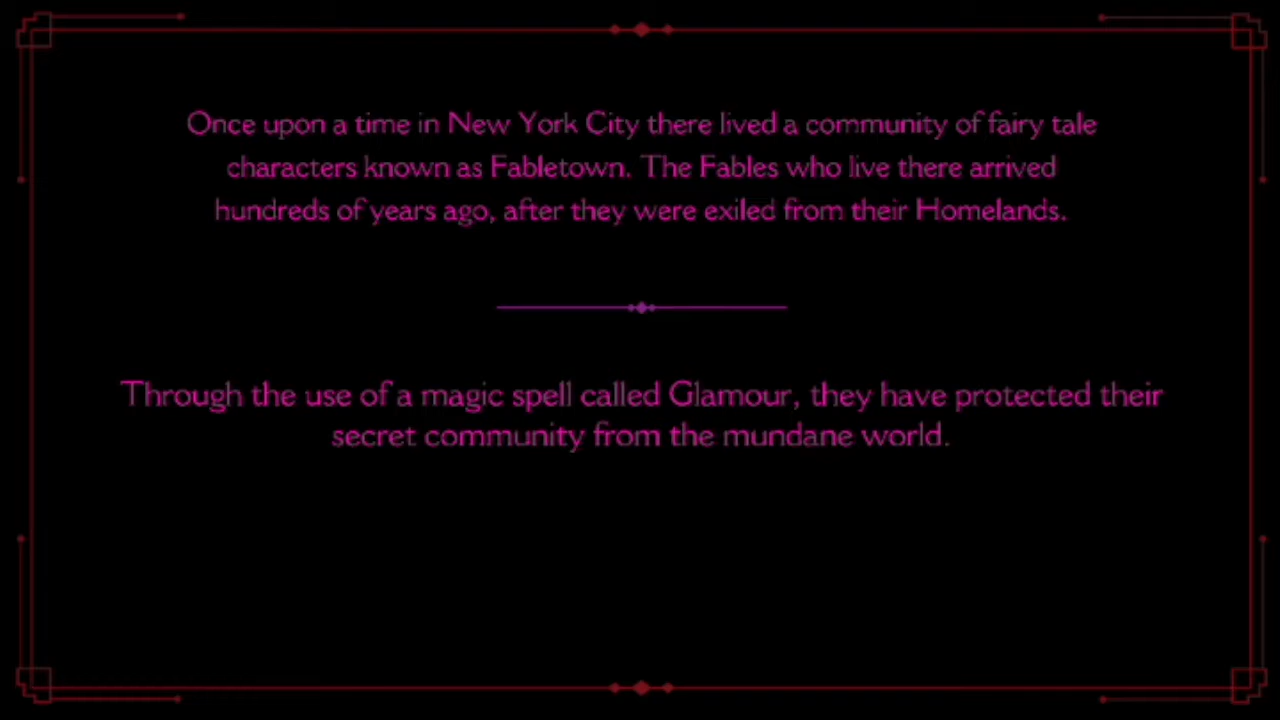 Once upon a time in New York City there lived a community of fairy tale
characters known as Fabletown. The Fables who live there arrived
hundreds of years ago, after they were exiled from their Homelands.
Through the use of a magic spell called Glamour, they have protected their
secret community from the mundane world.